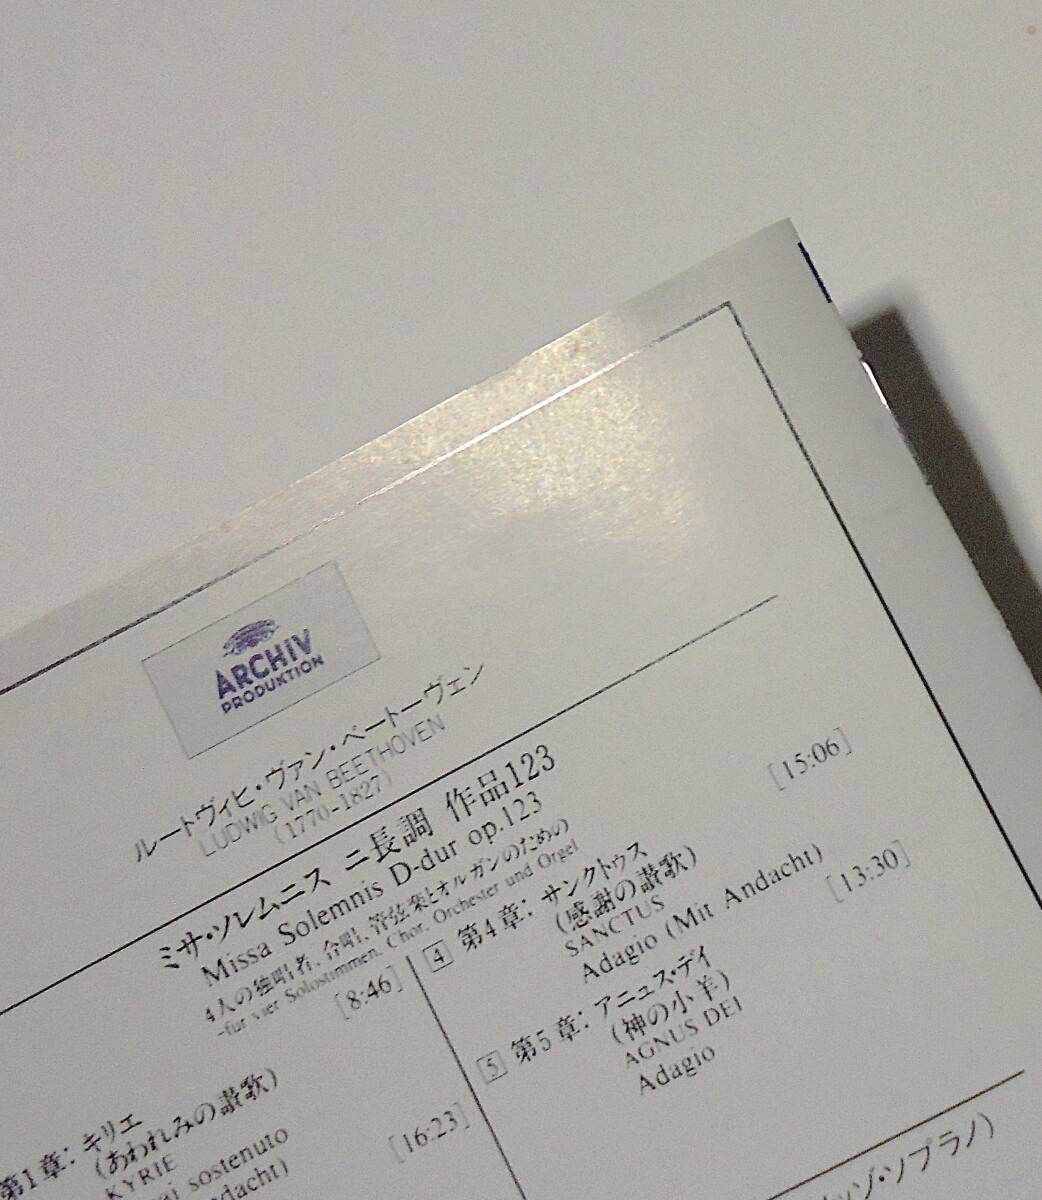 ARCHIV
PRODUKTION
ルートヴィヒ・ヴァン・ベートーヴェン
LUDWIG VAN BEETHOVEN
(1770-1827)
ミサ・ソレムニス ニ長調 作品123
Missa Solemnis D-dur op.123
4人の独唱者、合唱、管弦楽とオルガンのための
-für vier Solostimmen, Chor, Orchester und Orgel
[8:46]
第1章: キリエ
(あわれみの讃歌)
KYRIE
sostenuto
[16:23]
4 第4章: サンクトゥス [15:06]
(感謝の讃歌)
SANCTUS
Adagio (Mit Andacht)
5 第5章: アニュス・デイ [13:30]
(神の小羊)
AGNUS DEI
Adagio
ソプラノ)